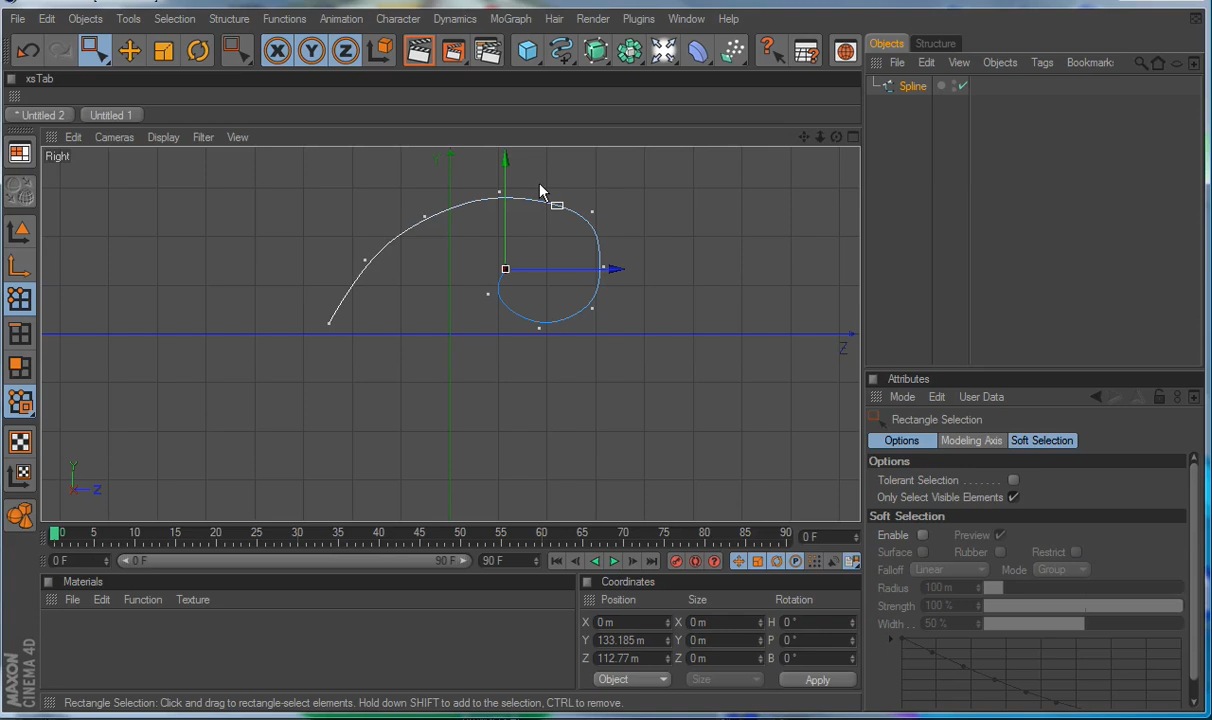 File Edit Objects Tools Selection Structure Functions Animation Character Dynamics MoGraph Hair Render Plugins Window Help
X Y Z
Objects Structure
File Edit View Objects Tags Bookmark
xsTab
Spline
* Untitled 2 Untitled 1
Edit Cameras Display Filter View
Right
Y
Z
Y
X Z
Attributes
Mode Edit User Data
Rectangle Selection
Options Modeling Axis Soft Selection
Options
Tolerant Selection . . . . . . .
Only Select Visible Elements
Soft Selection
Enable Preview
Surface Rubber Restrict
Falloff Linear Mode Group
Radius 100 m
Strength 100 %
Width . . 50 %
0 5 10 15 20 25 30 35 40 45 50 55 60 65 70 75 80 85 90 0 F
0 F 0 F 90 F 90 F
Materials
File Edit Function Texture
Coordinates
Position Size Rotation
X 0 m X 0 m H 0 °
Y 133.185 m Y 0 m P 0 °
Z 112.77 m Z 0 m B 0 °
Object Size Apply
MAXON
CINEMA 4D
Rectangle Selection: Click and drag to rectangle-select elements. Hold down SHIFT to add to the selection, CTRL to remove.